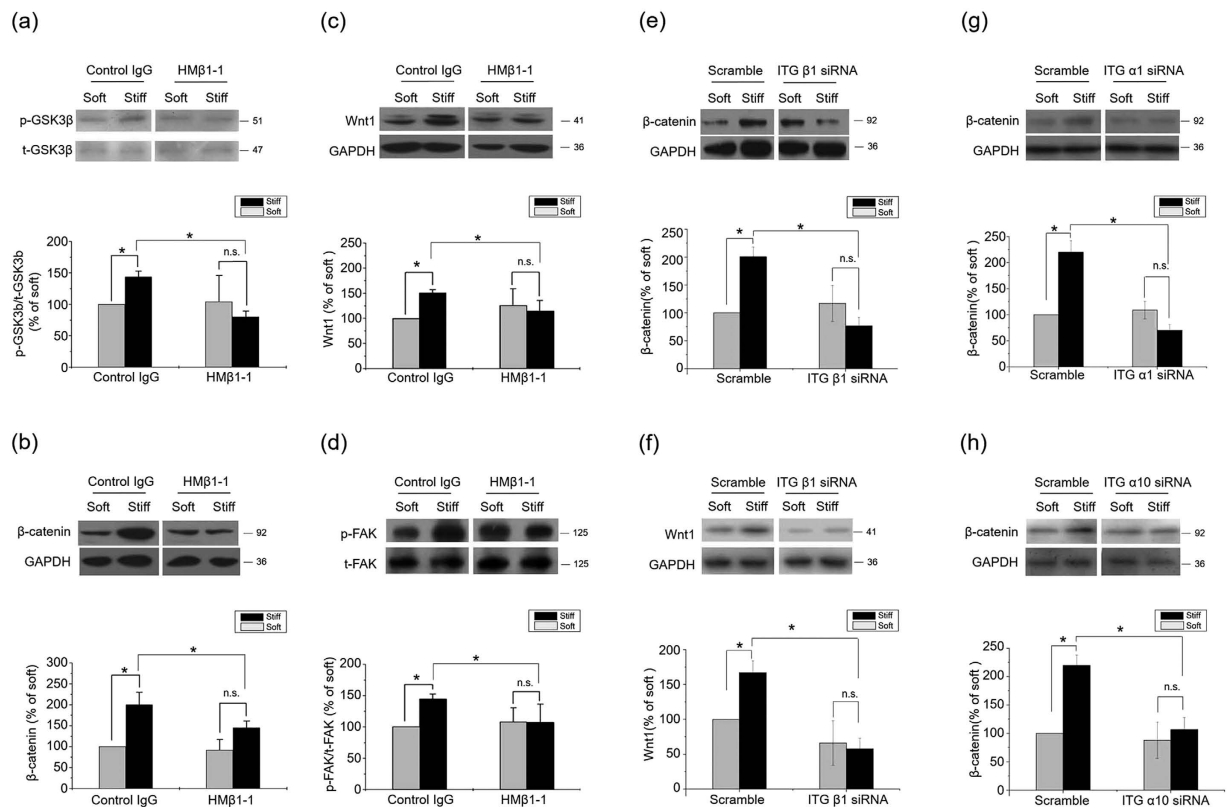 (a)
Control IgG HMβ1-1
Soft Stiff Soft Stiff
p-GSK3β 51
t-GSK3β 47
Stiff
Soft
p-GSK3b/t-GSK3b
(% of soft)
200
150
100
50
0
*
*
n.s.
Control IgG HMβ1-1
(c)
Control IgG HMβ1-1
Soft Stiff Soft Stiff
Wnt1 41
GAPDH 36
Stiff
Soft
Wnt1 (% of soft )
250
200
150
100
50
0
*
*
n.s.
Control IgG HMβ1-1
(e)
Scramble ITG β1 siRNA
Soft Stiff Soft Stiff
β-catenin 92
GAPDH 36
Stiff
Soft
β-catenin(% of soft )
250
200
150
100
50
0
*
*
n.s.
Scramble ITG β1 siRNA
(g)
Scramble ITG α1 siRNA
Soft Stiff Soft Stiff
β-catenin 92
GAPDH 36
Stiff
Soft
β-catenin(% of soft )
250
200
150
100
50
0
*
*
n.s.
Scramble ITG α1 siRNA
(b)
Control IgG HMβ1-1
Soft Stiff Soft Stiff
β-catenin 92
GAPDH 36
Stiff
Soft
β-catenin (% of soft )
300
250
200
150
100
50
0
*
*
n.s.
Control IgG HMβ1-1
(d)
Control IgG HMβ1-1
Soft Stiff Soft Stiff
p-FAK 125
t-FAK 125
Stiff
Soft
p-FAK/t-FAK (% of soft )
200
150
100
50
0
*
*
n.s.
Control IgG HMβ1-1
(f)
Scramble ITG β1 siRNA
Soft Stiff Soft Stiff
Wnt1 41
GAPDH 36
Stiff
Soft
Wnt1(% of soft )
200
150
100
50
0
*
*
n.s.
Scramble ITG β1 siRNA
(h)
Scramble ITG α10 siRNA
Soft Stiff Soft Stiff
β-catenin 92
GAPDH 36
Stiff
Soft
β-catenin(% of soft )
250
200
150
100
50
0
*
*
n.s.
Scramble ITG α10 siRNA